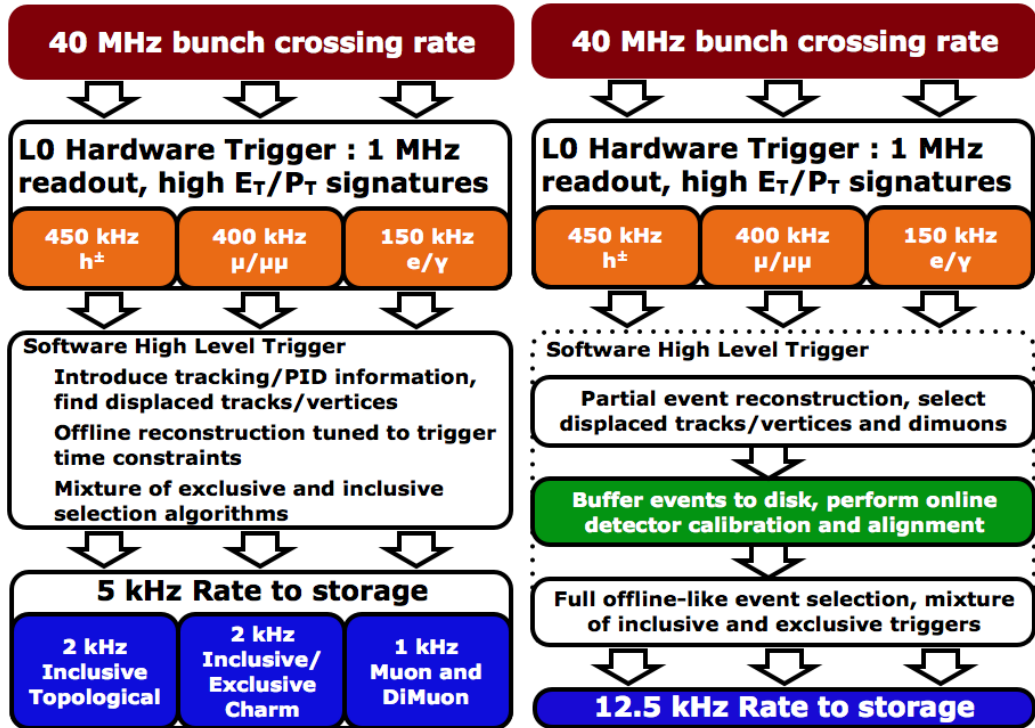 40 MHz bunch crossing rate
L0 Hardware Trigger : 1 MHz
readout, high E_T/P_T signatures
450 kHz
h±
400 kHz
μ/μμ
150 kHz
e/γ
Software High Level Trigger
Introduce tracking/PID information,
find displaced tracks/vertices
Offline reconstruction tuned to trigger
time constraints
Mixture of exclusive and inclusive
selection algorithms
5 kHz Rate to storage
2 kHz
Inclusive
Topological
2 kHz
Inclusive/
Exclusive
Charm
1 kHz
Muon and
DiMuon
40 MHz bunch crossing rate
L0 Hardware Trigger : 1 MHz
readout, high E_T/P_T signatures
450 kHz
h±
400 kHz
μ/μμ
150 kHz
e/γ
Software High Level Trigger
Partial event reconstruction, select
displaced tracks/vertices and dimuons
Buffer events to disk, perform online
detector calibration and alignment
Full offline-like event selection, mixture
of inclusive and exclusive triggers
12.5 kHz Rate to storage